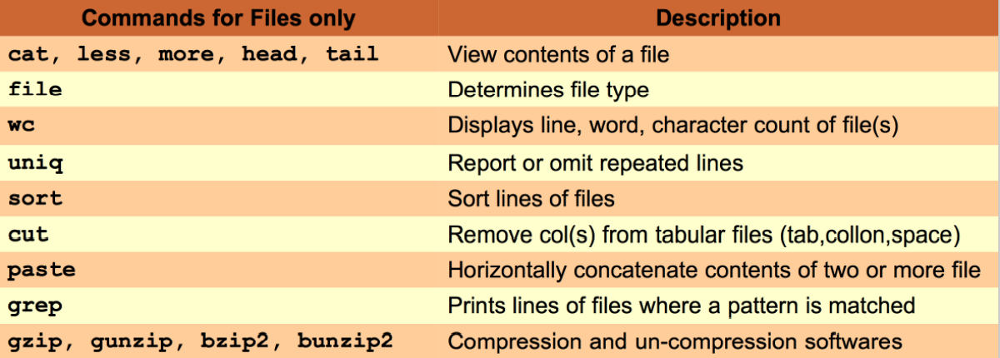 Commands for Files only Description
cat, less, more, head, tail View contents of a file
file Determines file type
wc Displays line, word, character count of file(s)
uniq Report or omit repeated lines
sort Sort lines of files
cut Remove col(s) from tabular files (tab,collon,space)
paste Horizontally concatenate contents of two or more file
grep Prints lines of files where a pattern is matched
gzip, gunzip, bzip2, bunzip2 Compression and un-compression softwares